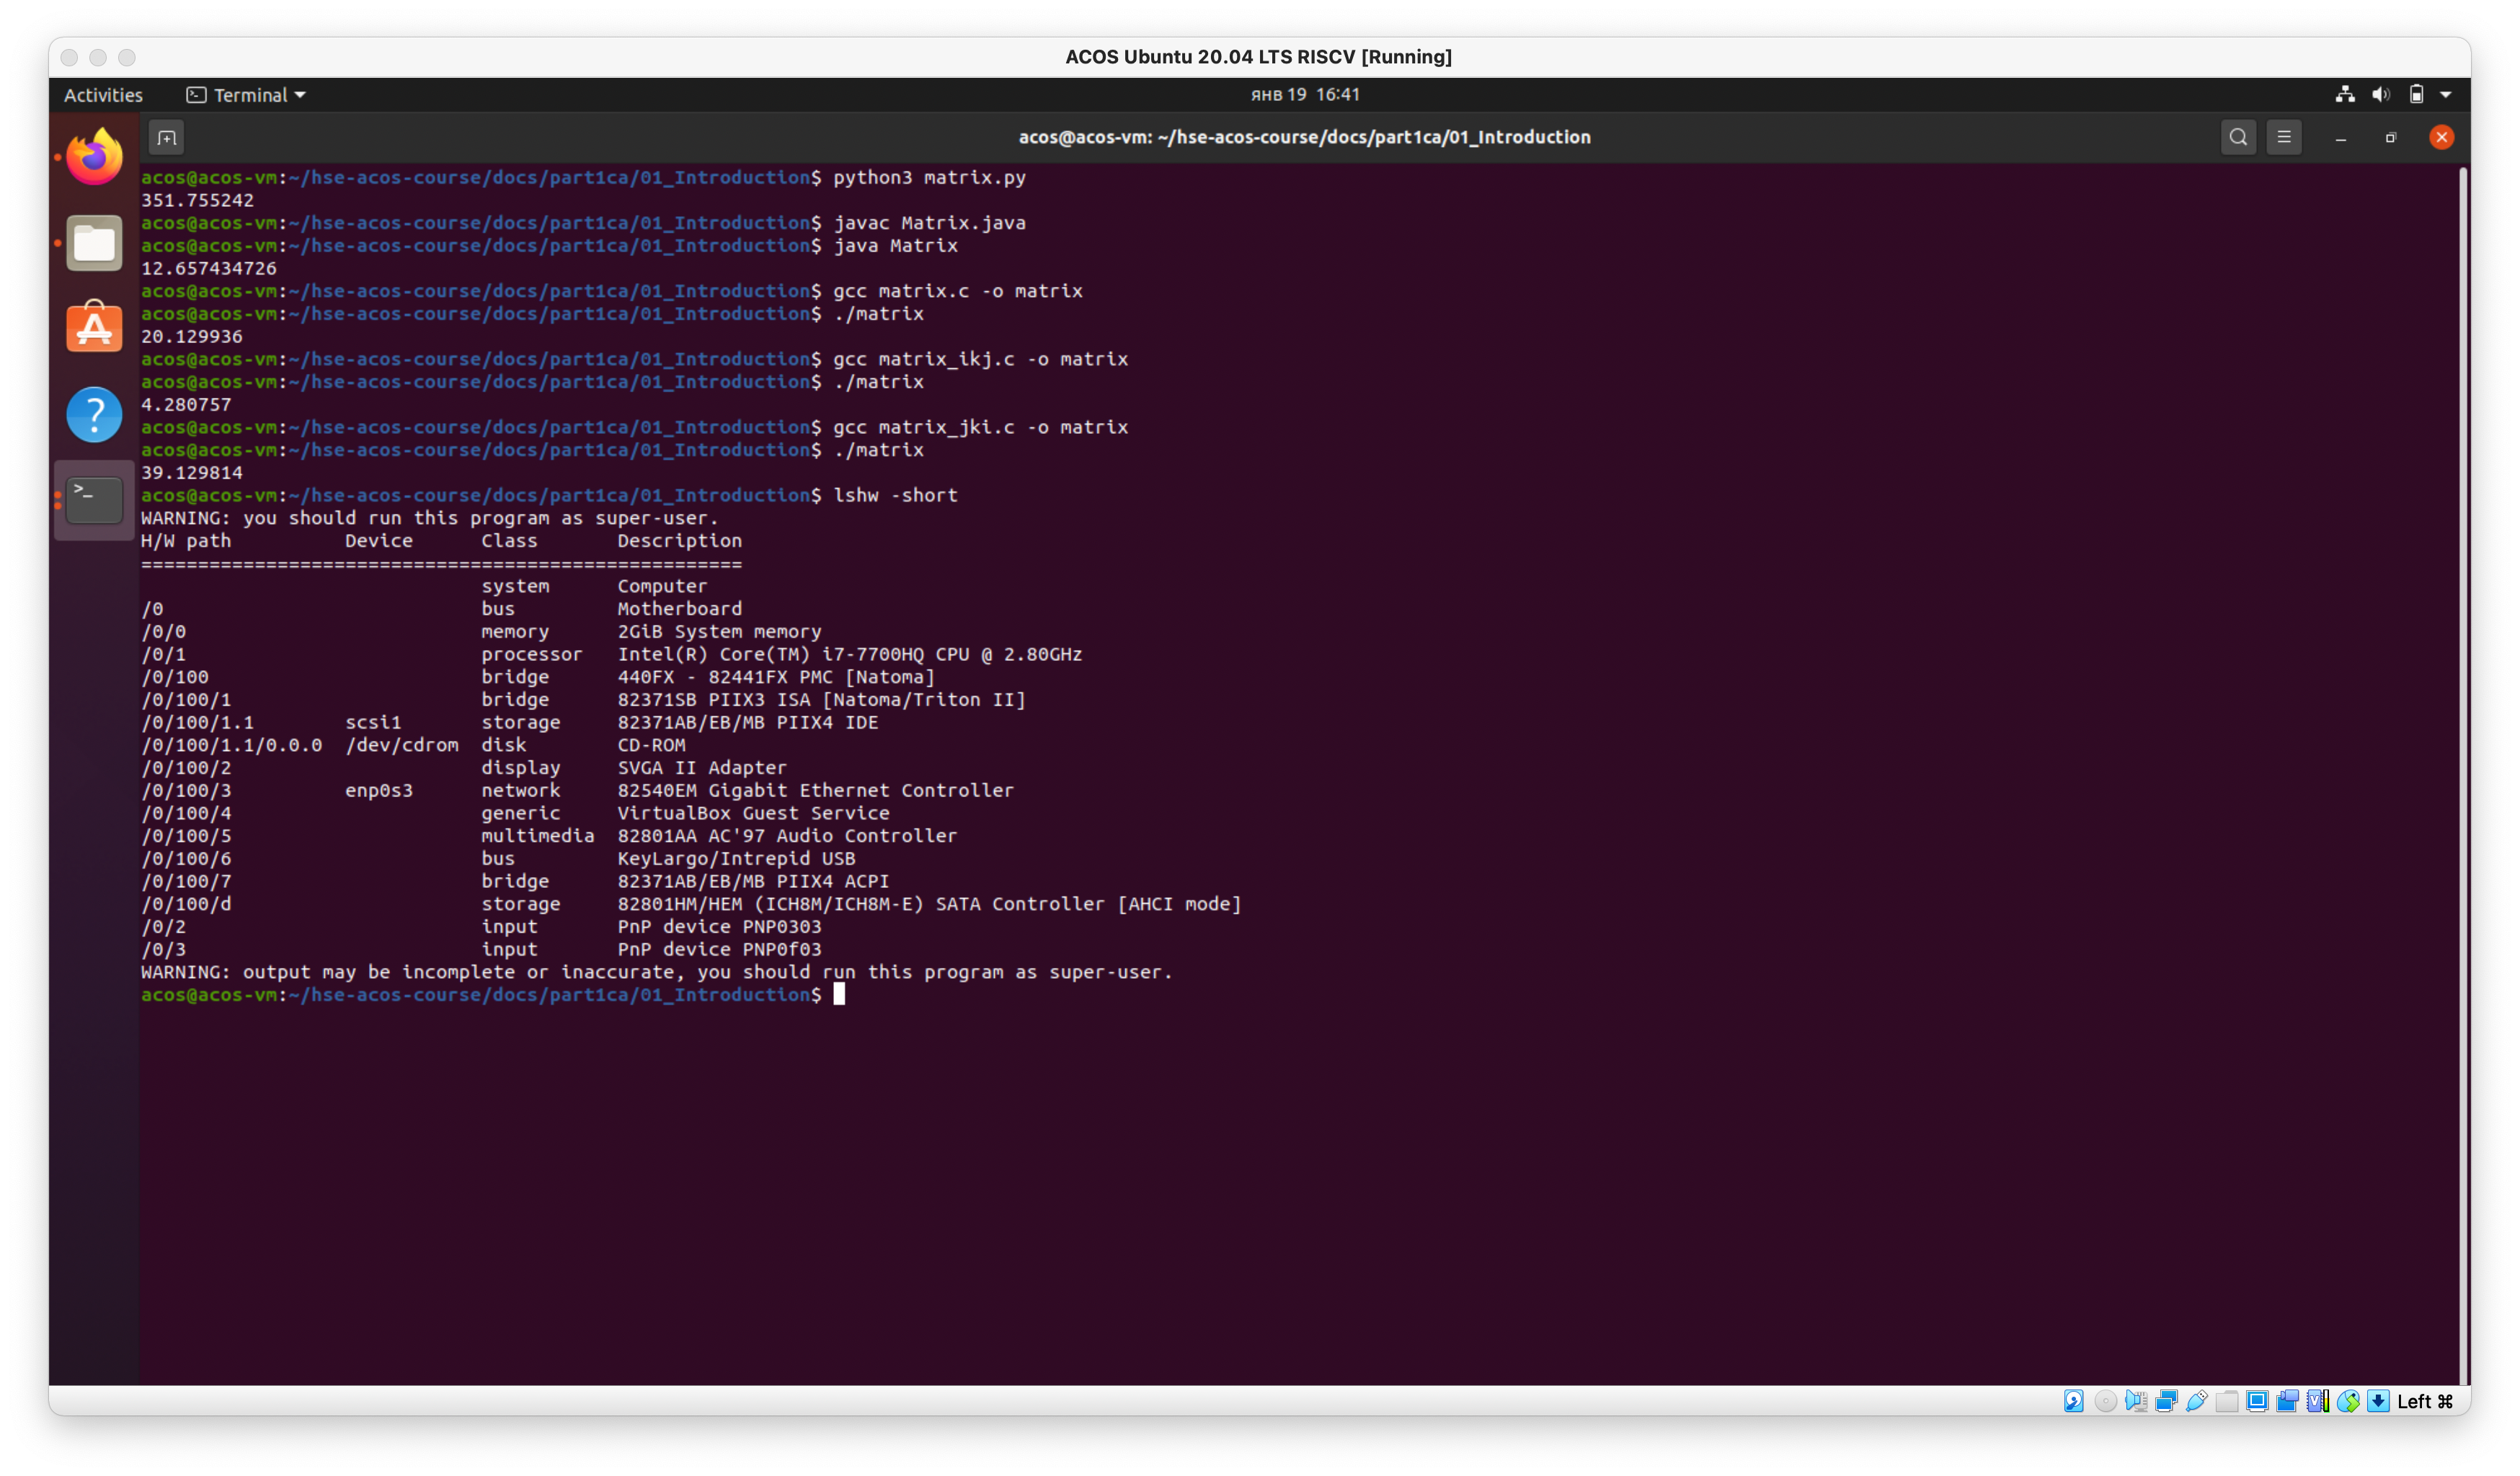 ACOS Ubuntu 20.04 LTS RISCV [Running]
Activities Terminal янв 19 16:41
acos@acos-vm: ~/hse-acos-course/docs/part1ca/01_Introduction
acos@acos-vm:~/hse-acos-course/docs/part1ca/01_Introduction$ python3 matrix.py
351.755242
acos@acos-vm:~/hse-acos-course/docs/part1ca/01_Introduction$ javac Matrix.java
acos@acos-vm:~/hse-acos-course/docs/part1ca/01_Introduction$ java Matrix
12.657434726
acos@acos-vm:~/hse-acos-course/docs/part1ca/01_Introduction$ gcc matrix.c -o matrix
acos@acos-vm:~/hse-acos-course/docs/part1ca/01_Introduction$ ./matrix
20.129936
acos@acos-vm:~/hse-acos-course/docs/part1ca/01_Introduction$ gcc matrix_ikj.c -o matrix
acos@acos-vm:~/hse-acos-course/docs/part1ca/01_Introduction$ ./matrix
4.280757
acos@acos-vm:~/hse-acos-course/docs/part1ca/01_Introduction$ gcc matrix_jki.c -o matrix
acos@acos-vm:~/hse-acos-course/docs/part1ca/01_Introduction$ ./matrix
39.129814
acos@acos-vm:~/hse-acos-course/docs/part1ca/01_Introduction$ lshw -short
WARNING: you should run this program as super-user.
H/W path          Device      Class       Description
=====================================================
                              system      Computer
/0                            bus         Motherboard
/0/0                          memory      2GiB System memory
/0/1                          processor   Intel(R) Core(TM) i7-7700HQ CPU @ 2.80GHz
/0/100                        bridge      440FX - 82441FX PMC [Natoma]
/0/100/1                      bridge      82371SB PIIX3 ISA [Natoma/Triton II]
/0/100/1.1        scsi1       storage     82371AB/EB/MB PIIX4 IDE
/0/100/1.1/0.0.0  /dev/cdrom  disk        CD-ROM
/0/100/2                      display     SVGA II Adapter
/0/100/3          enp0s3      network     82540EM Gigabit Ethernet Controller
/0/100/4                      generic     VirtualBox Guest Service
/0/100/5                      multimedia  82801AA AC'97 Audio Controller
/0/100/6                      bus         KeyLargo/Intrepid USB
/0/100/7                      bridge      82371AB/EB/MB PIIX4 ACPI
/0/100/d                      storage     82801HM/HEM (ICH8M/ICH8M-E) SATA Controller [AHCI mode]
/0/2                          input       PnP device PNP0303
/0/3                          input       PnP device PNP0f03
WARNING: output may be incomplete or inaccurate, you should run this program as super-user.
acos@acos-vm:~/hse-acos-course/docs/part1ca/01_Introduction$
Left ⌘